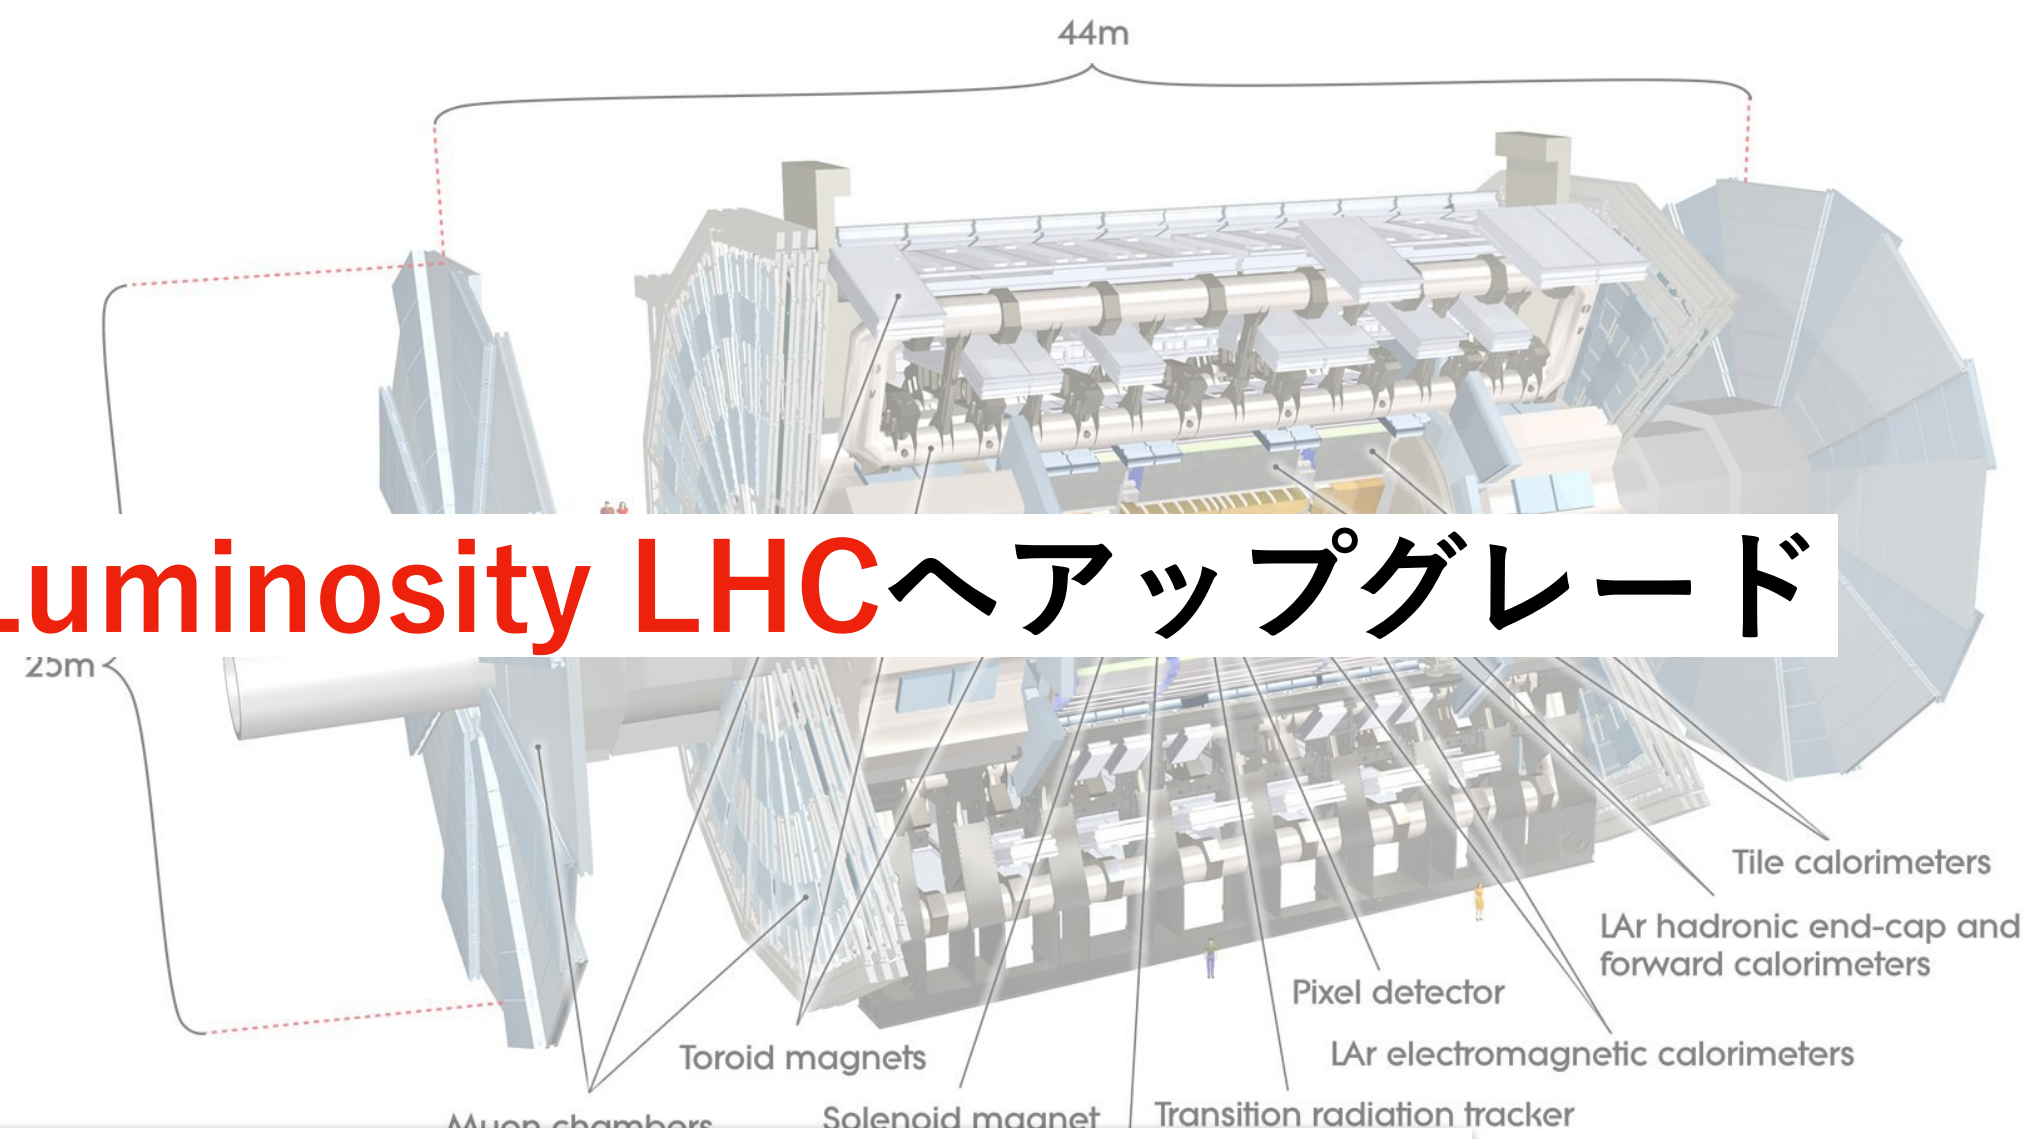 44m
Luminosity LHCへアップグレード
25m
Tile calorimeters
LAr hadronic end-cap and
forward calorimeters
Pixel detector
LAr electromagnetic calorimeters
Toroid magnets
Transition radiation tracker
Solenoid magnet
Muon chambers